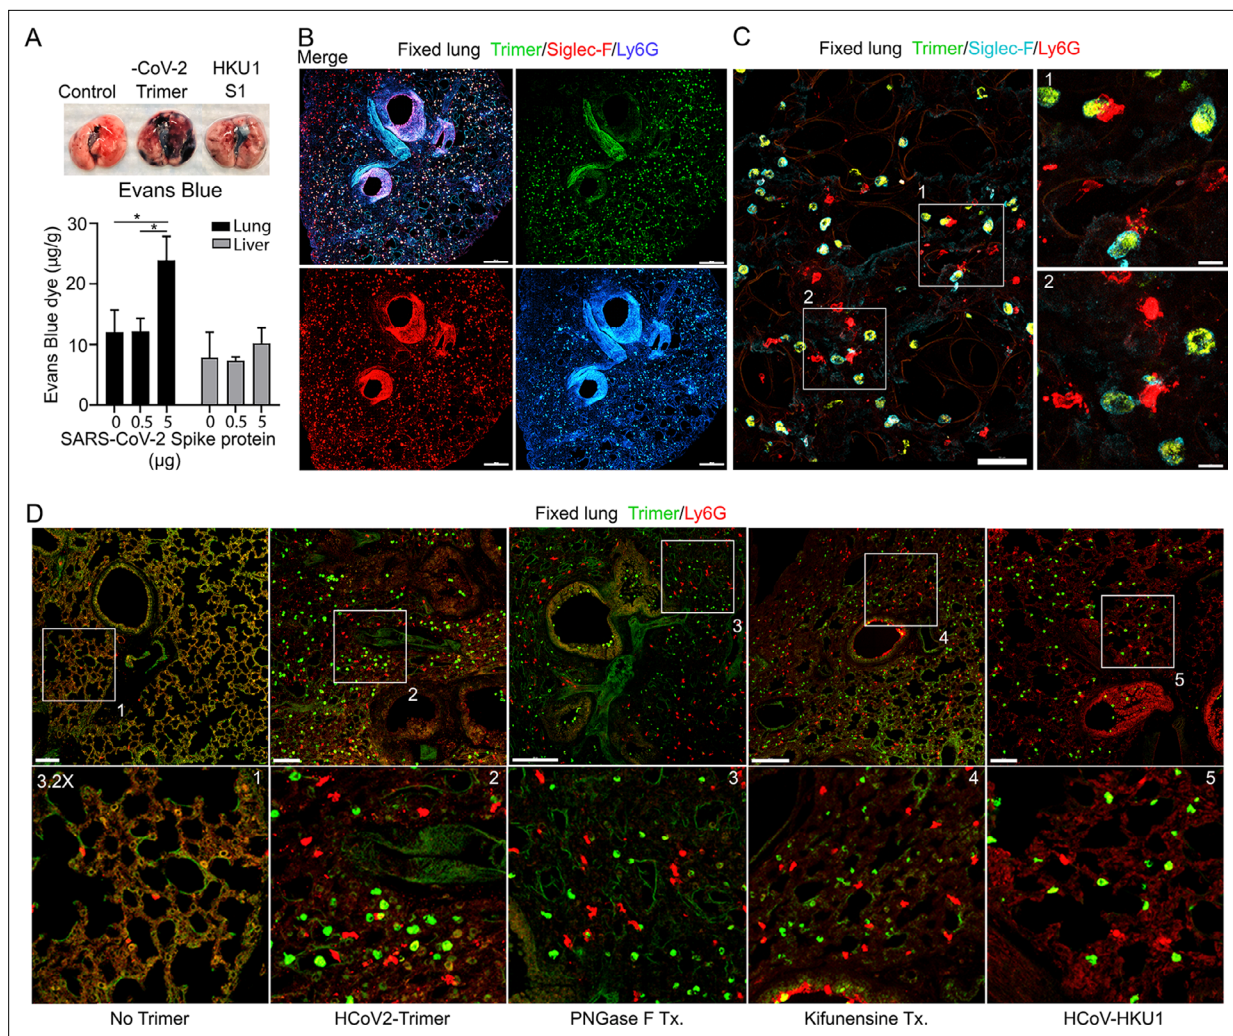 A
-CoV-2 HKU1
Control Trimer S1
Evans Blue
Evans Blue dye (µg/g)
30
20
10
0
* 
*
Lung
Liver
0 0.5 5 0 0.5 5
SARS-CoV-2 Spike protein
(µg)
B
Fixed lung Trimer/Siglec-F/Ly6G
Merge
C
Fixed lung Trimer/Siglec-F/Ly6G
1
2
1
2
D
Fixed lung Trimer/Ly6G
1
2
3
4
5
3.2X
1
2
3
4
5
No Trimer
HCoV2-Trimer
PNGase F Tx.
Kifunensine Tx.
HCoV-HKU1